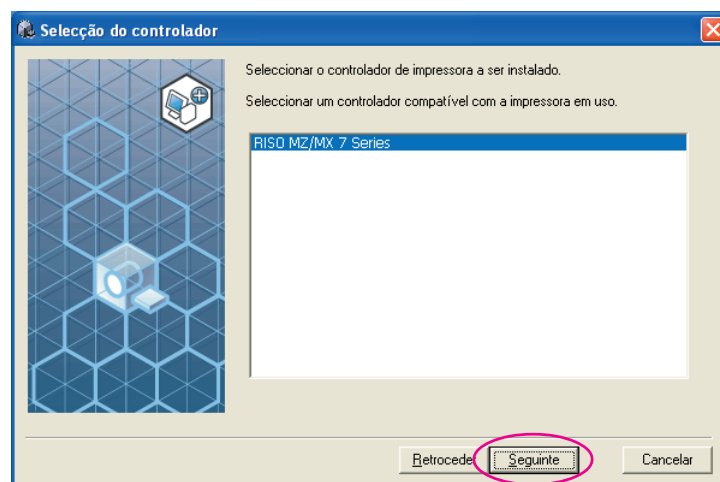 Selecção do controlador
Seleccionar o controlador de impressora a ser instalado.
Seleccionar um controlador compatível com a impressora em uso.
RISO MZ/MX 7 Series
Retroceder Seguinte Cancelar